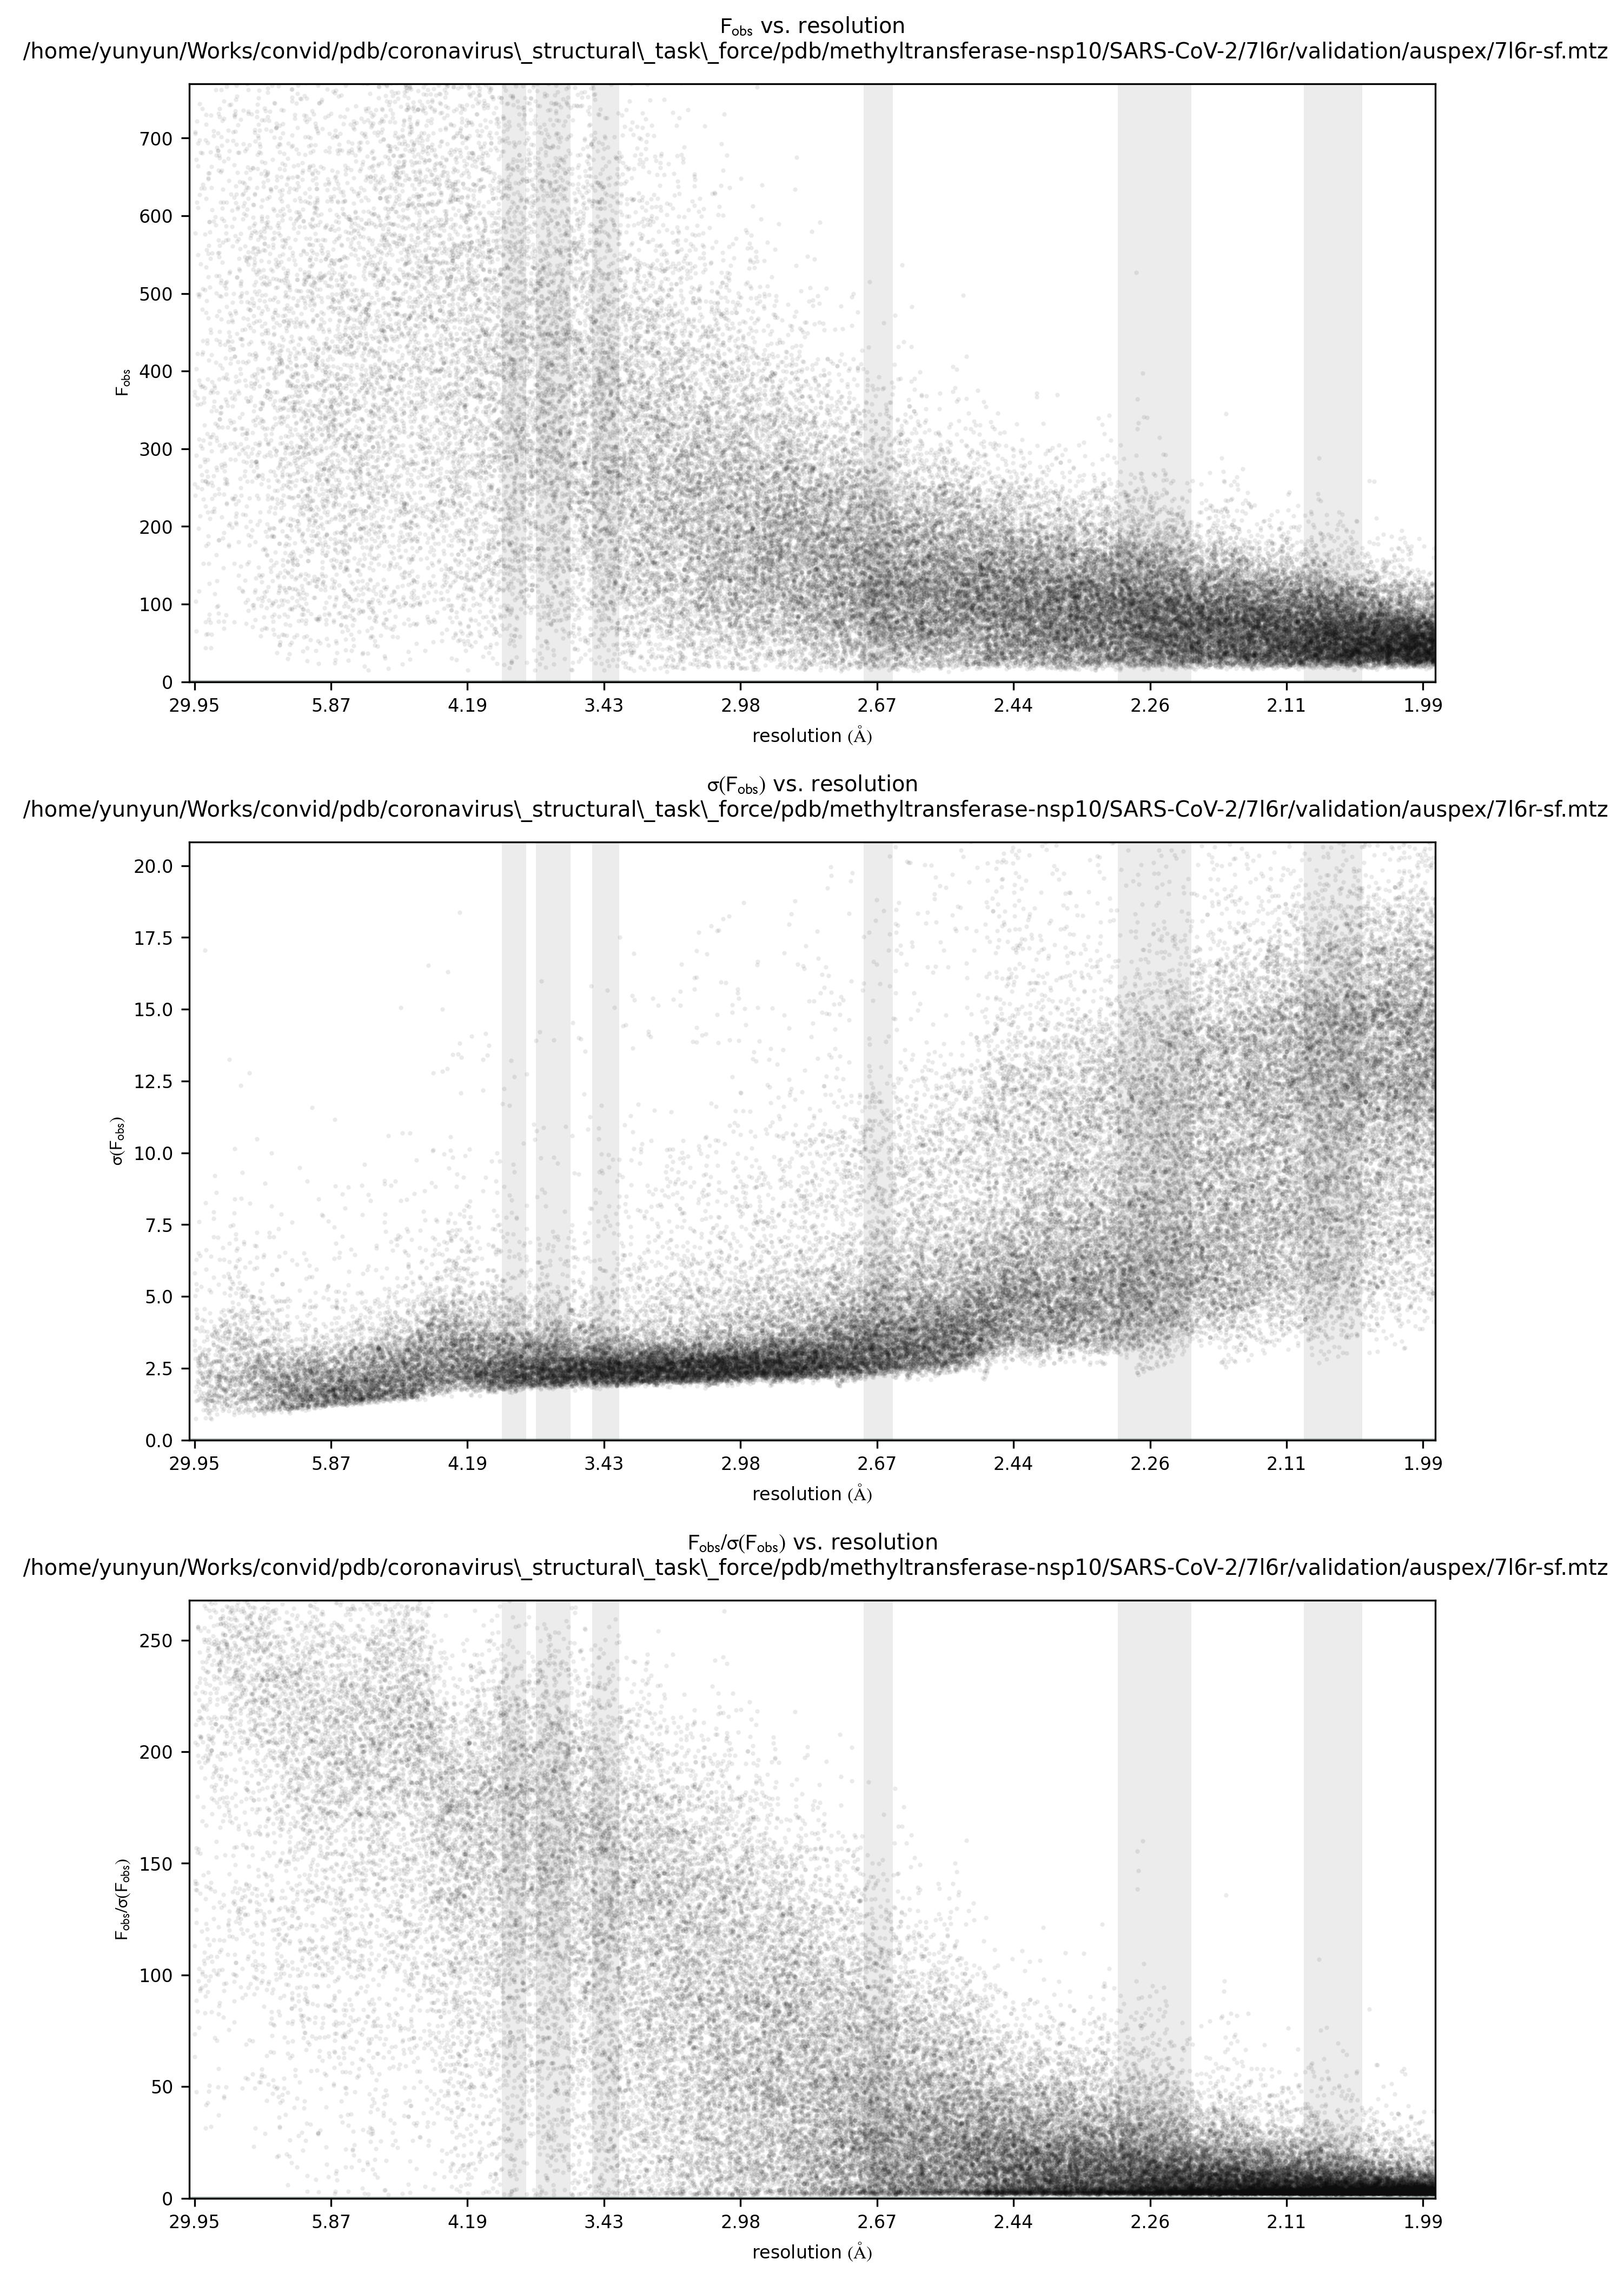 Fobs vs. resolution
/home/yunyun/Works/convid/pdb/coronavirus\_structural\_task\_force/pdb/methyltransferase-nsp10/SARS-CoV-2/7l6r/validation/auspex/7l6r-sf.mtz
700
600
500
400
300
200
100
0
Fobs
29.95 5.87 4.19 3.43 2.98 2.67 2.44 2.26 2.11 1.99
resolution (Å)
σ(Fobs) vs. resolution
/home/yunyun/Works/convid/pdb/coronavirus\_structural\_task\_force/pdb/methyltransferase-nsp10/SARS-CoV-2/7l6r/validation/auspex/7l6r-sf.mtz
20.0
17.5
15.0
12.5
10.0
7.5
5.0
2.5
0.0
σ(Fobs)
29.95 5.87 4.19 3.43 2.98 2.67 2.44 2.26 2.11 1.99
resolution (Å)
Fobs/σ(Fobs) vs. resolution
/home/yunyun/Works/convid/pdb/coronavirus\_structural\_task\_force/pdb/methyltransferase-nsp10/SARS-CoV-2/7l6r/validation/auspex/7l6r-sf.mtz
250
200
150
100
50
0
Fobs/σ(Fobs)
29.95 5.87 4.19 3.43 2.98 2.67 2.44 2.26 2.11 1.99
resolution (Å)